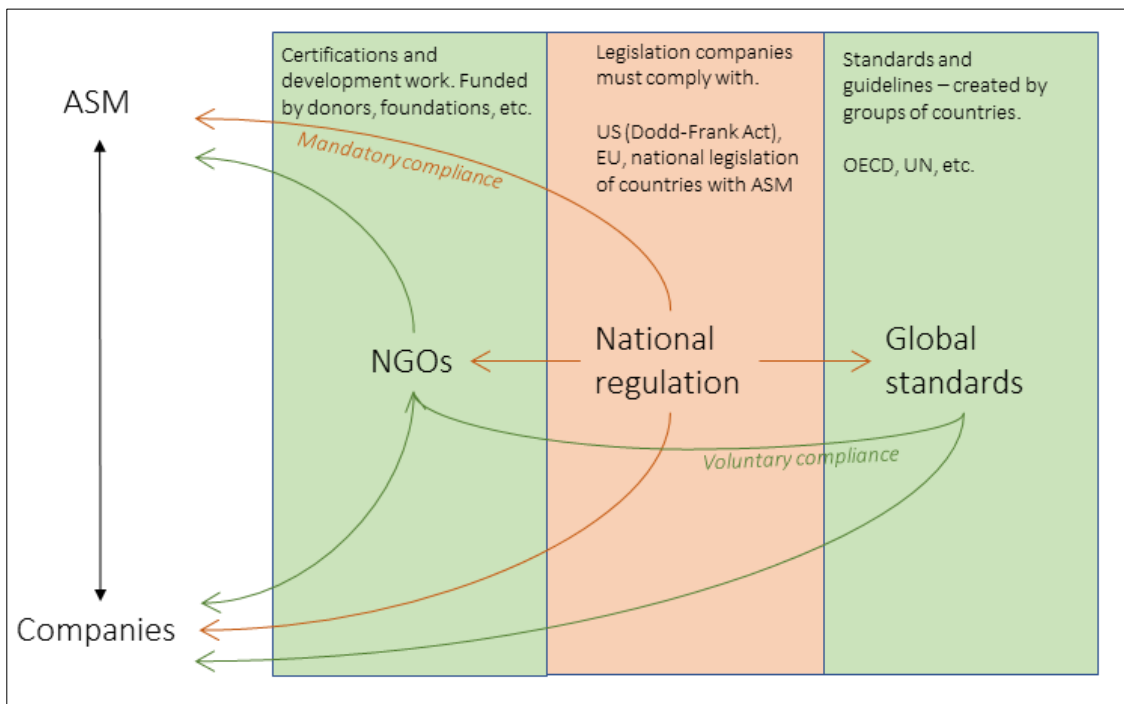 ASM
Companies
Certifications and
development work. Funded
by donors, foundations, etc.
Mandatory compliance
NGOs
Legislation companies
must comply with.
US (Dodd-Frank Act),
EU, national legislation
of countries with ASM
National
regulation
Standards and
guidelines – created by
groups of countries.
OECD, UN, etc.
Global
standards
Voluntary compliance